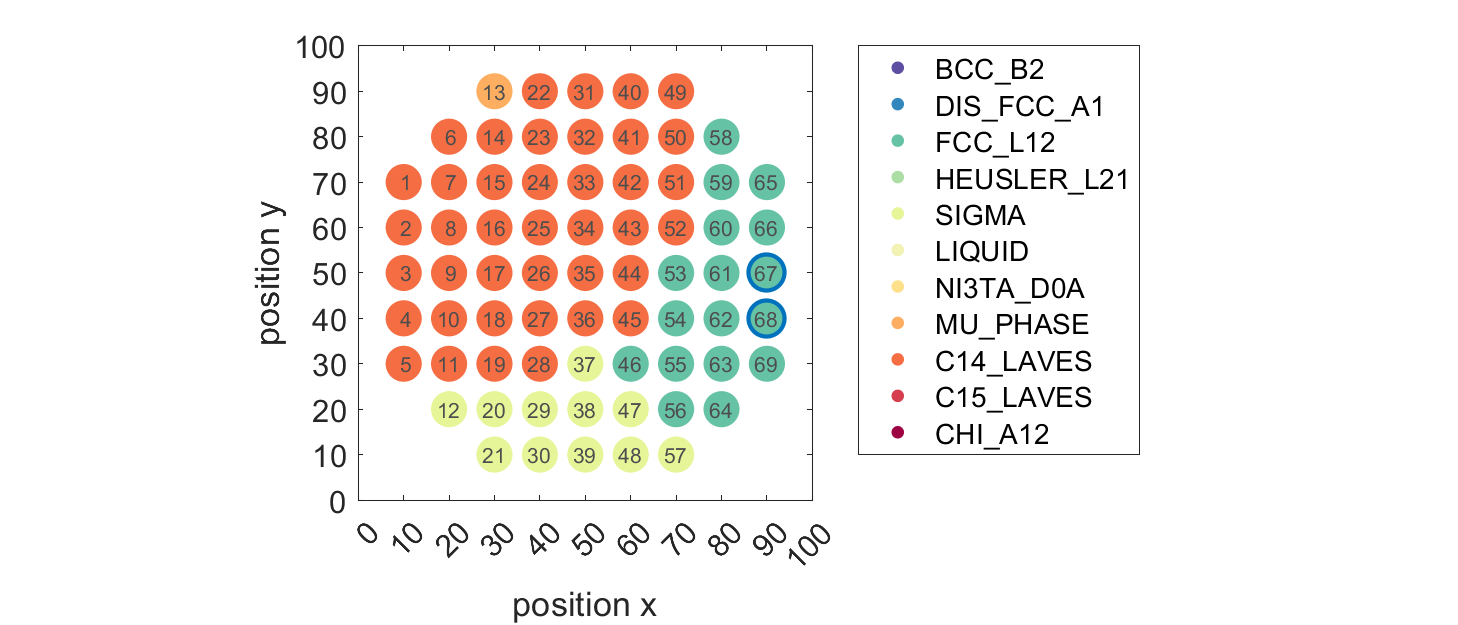 100
90
80
70
60
50
40
30
20
10
0
position y
13 22 31 40 49
6 14 23 32 41 50 58
1 7 15 24 33 42 51 59 65
2 8 16 25 34 43 52 60 66
3 9 17 26 35 44 53 61 67
4 10 18 27 36 45 54 62 68
5 11 19 28 37 46 55 63 69
12 20 29 38 47 56 64
21 30 39 48 57
0 10 20 30 40 50 60 70 80 90 100
position x
BCC_B2
DIS_FCC_A1
FCC_L12
HEUSLER_L21
SIGMA
LIQUID
NI3TA_D0A
MU_PHASE
C14_LAVES
C15_LAVES
CHI_A12